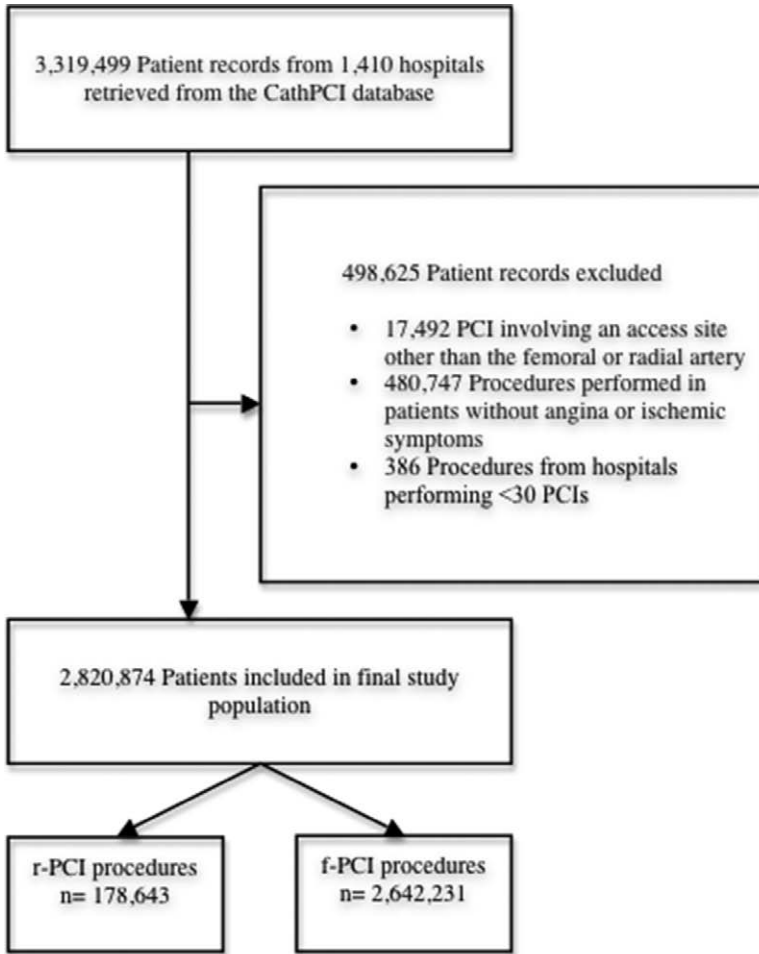 3,319,499 Patient records from 1,410 hospitals
retrieved from the CathPCI database
498,625 Patient records excluded
• 17,492 PCI involving an access site
other than the femoral or radial artery
• 480,747 Procedures performed in
patients without angina or ischemic
symptoms
• 386 Procedures from hospitals
performing <30 PCIs
2,820,874 Patients included in final study
population
r-PCI procedures
n= 178,643
f-PCI procedures
n= 2,642,231